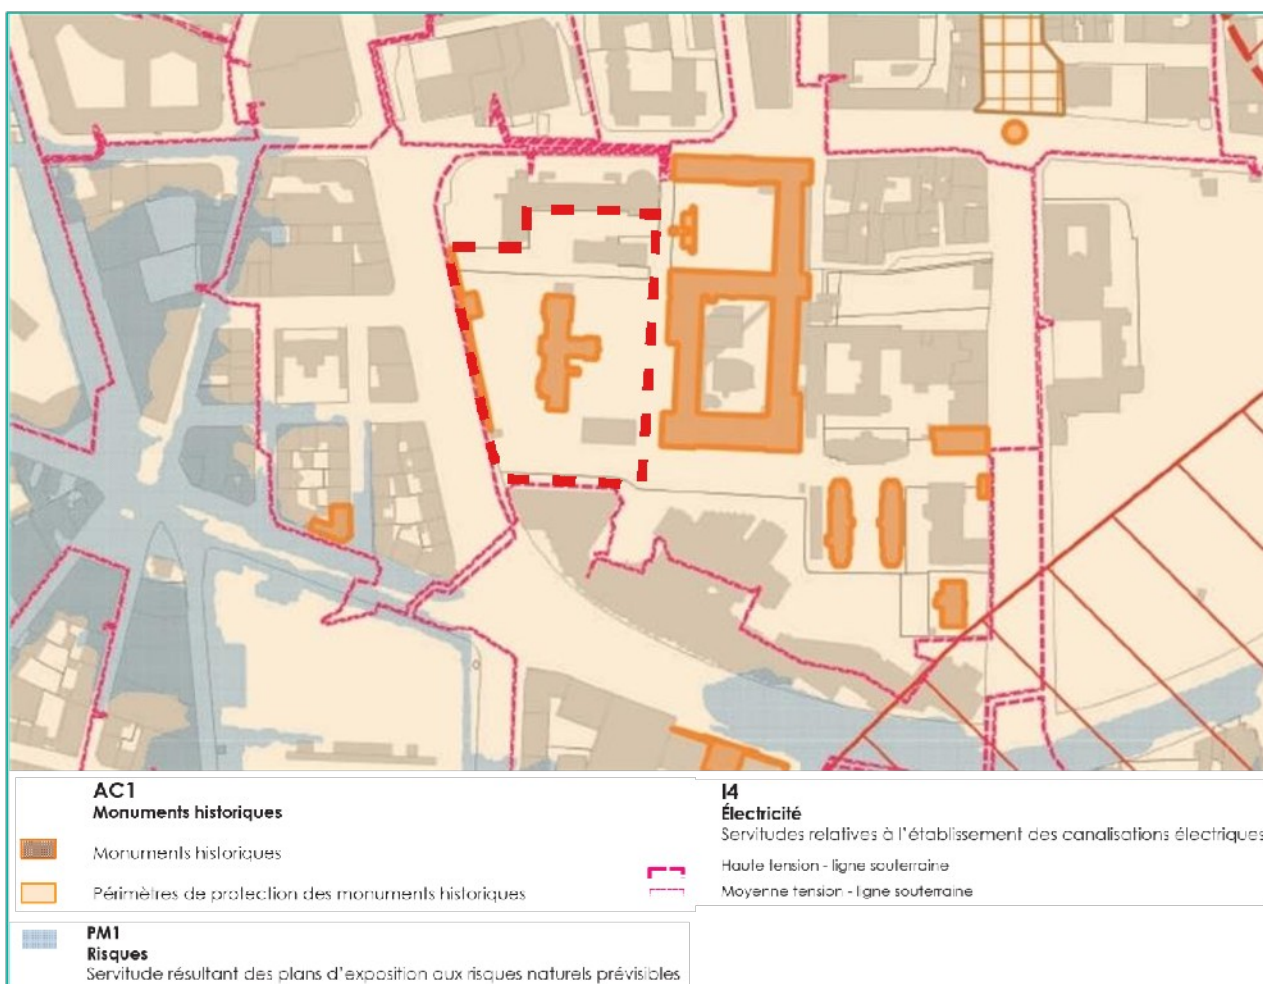 AC1
Monuments historiques
Monuments historiques
Périmètres de protection des monuments historiques
I4
Électricité
Servitudes relatives à l'établissement des canalisations électriques
Haute tension - ligne souterraine
Moyenne tension - ligne souterraine
PM1
Risques
Servitude résultant des plans d'exposition aux risques naturels prévisibles